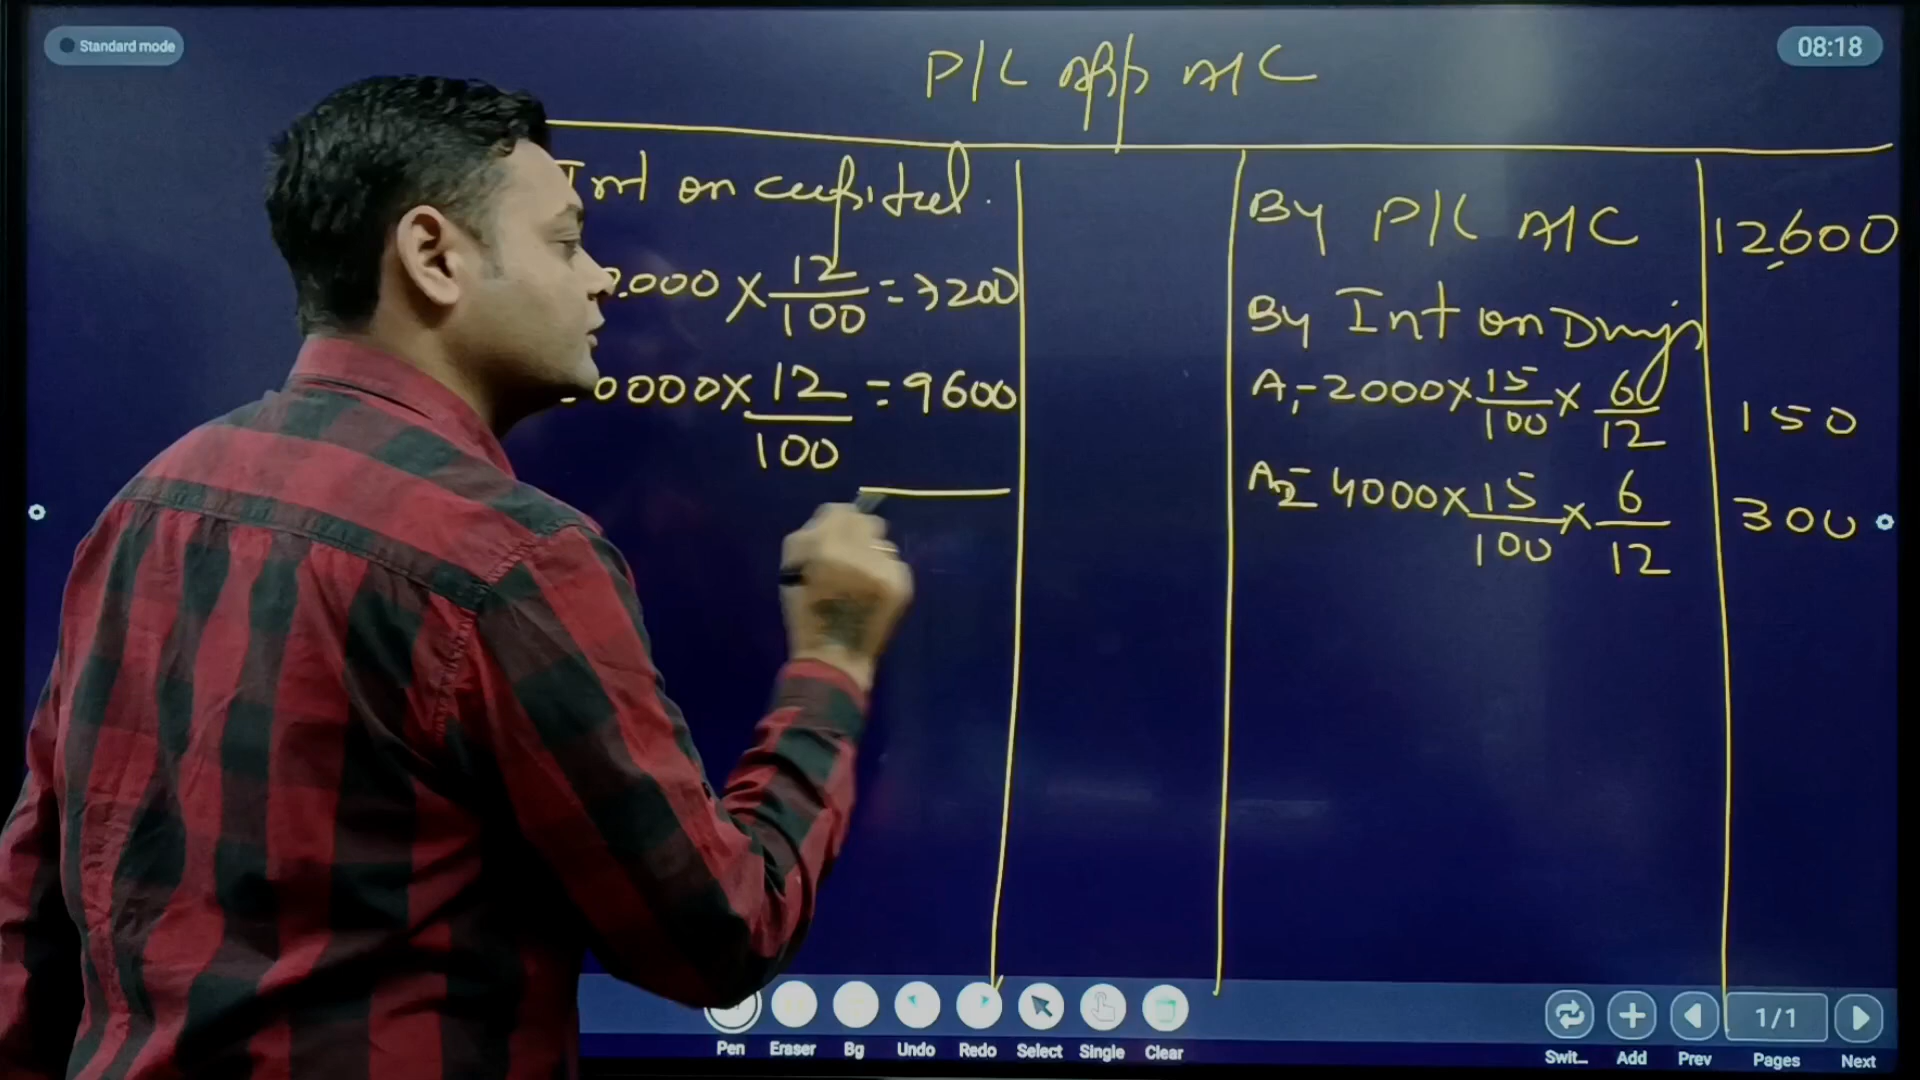 Standard mode
08:18
P/L App A/C
Int on capital.
000 × 12/100 = 7200
0000 × 12/100 = 9600
By P/L A/C 12600
By Int on Drw's
A1 - 2000 × 15/100 × 6/12 150
A2 - 4000 × 15/100 × 6/12 300
Pen Eraser Bg Undo Redo Select Single Clear
1/1
Swit... Add Prev Pages Next